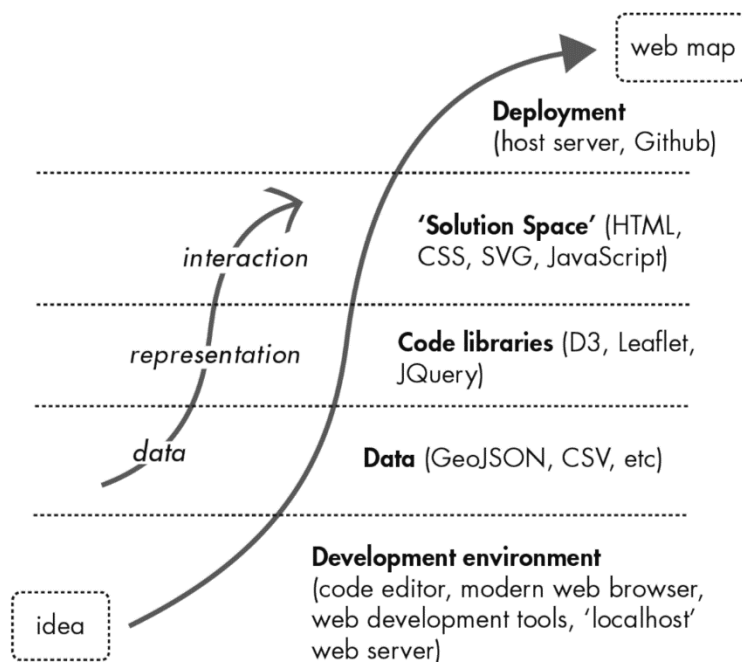 web map
Deployment
(host server, Github)
'Solution Space' (HTML,
CSS, SVG, JavaScript)
interaction
Code libraries (D3, Leaflet,
JQuery)
representation
Data (GeoJSON, CSV, etc)
data
Development environment
(code editor, modern web browser,
web development tools, 'localhost'
web server)
idea